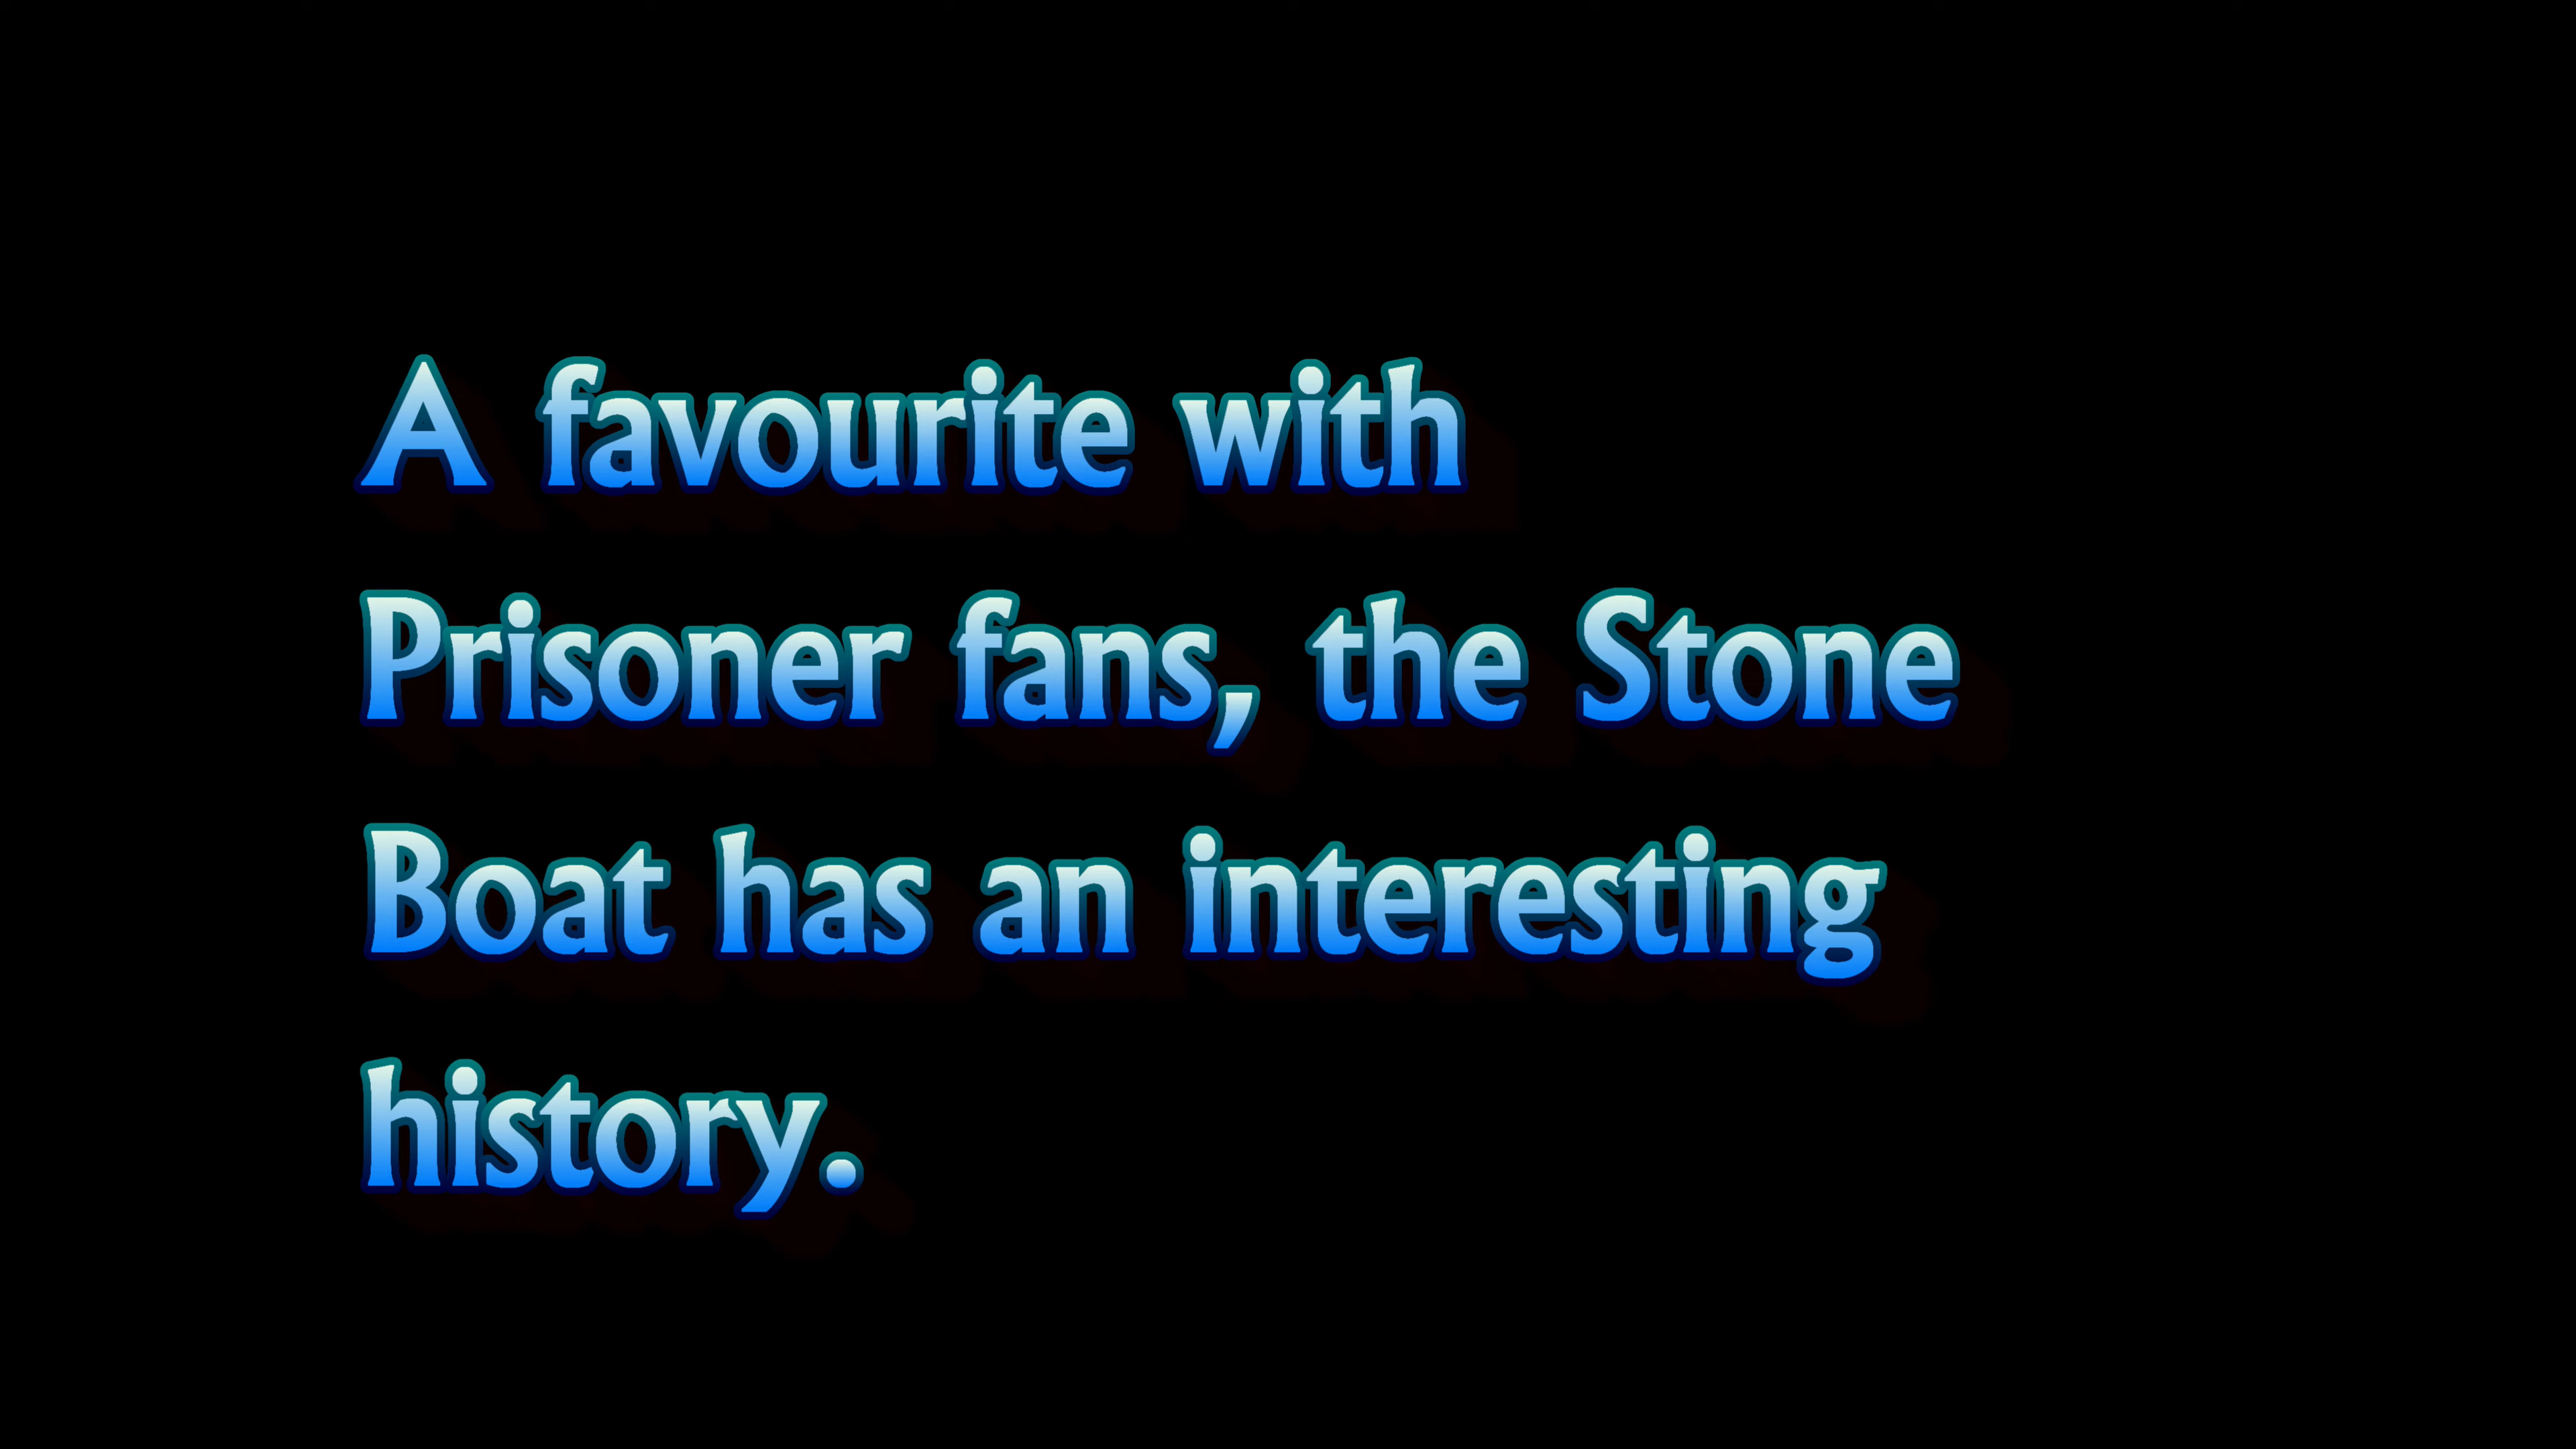 A favourite with
Prisoner fans, the Stone
Boat has an interesting
history.